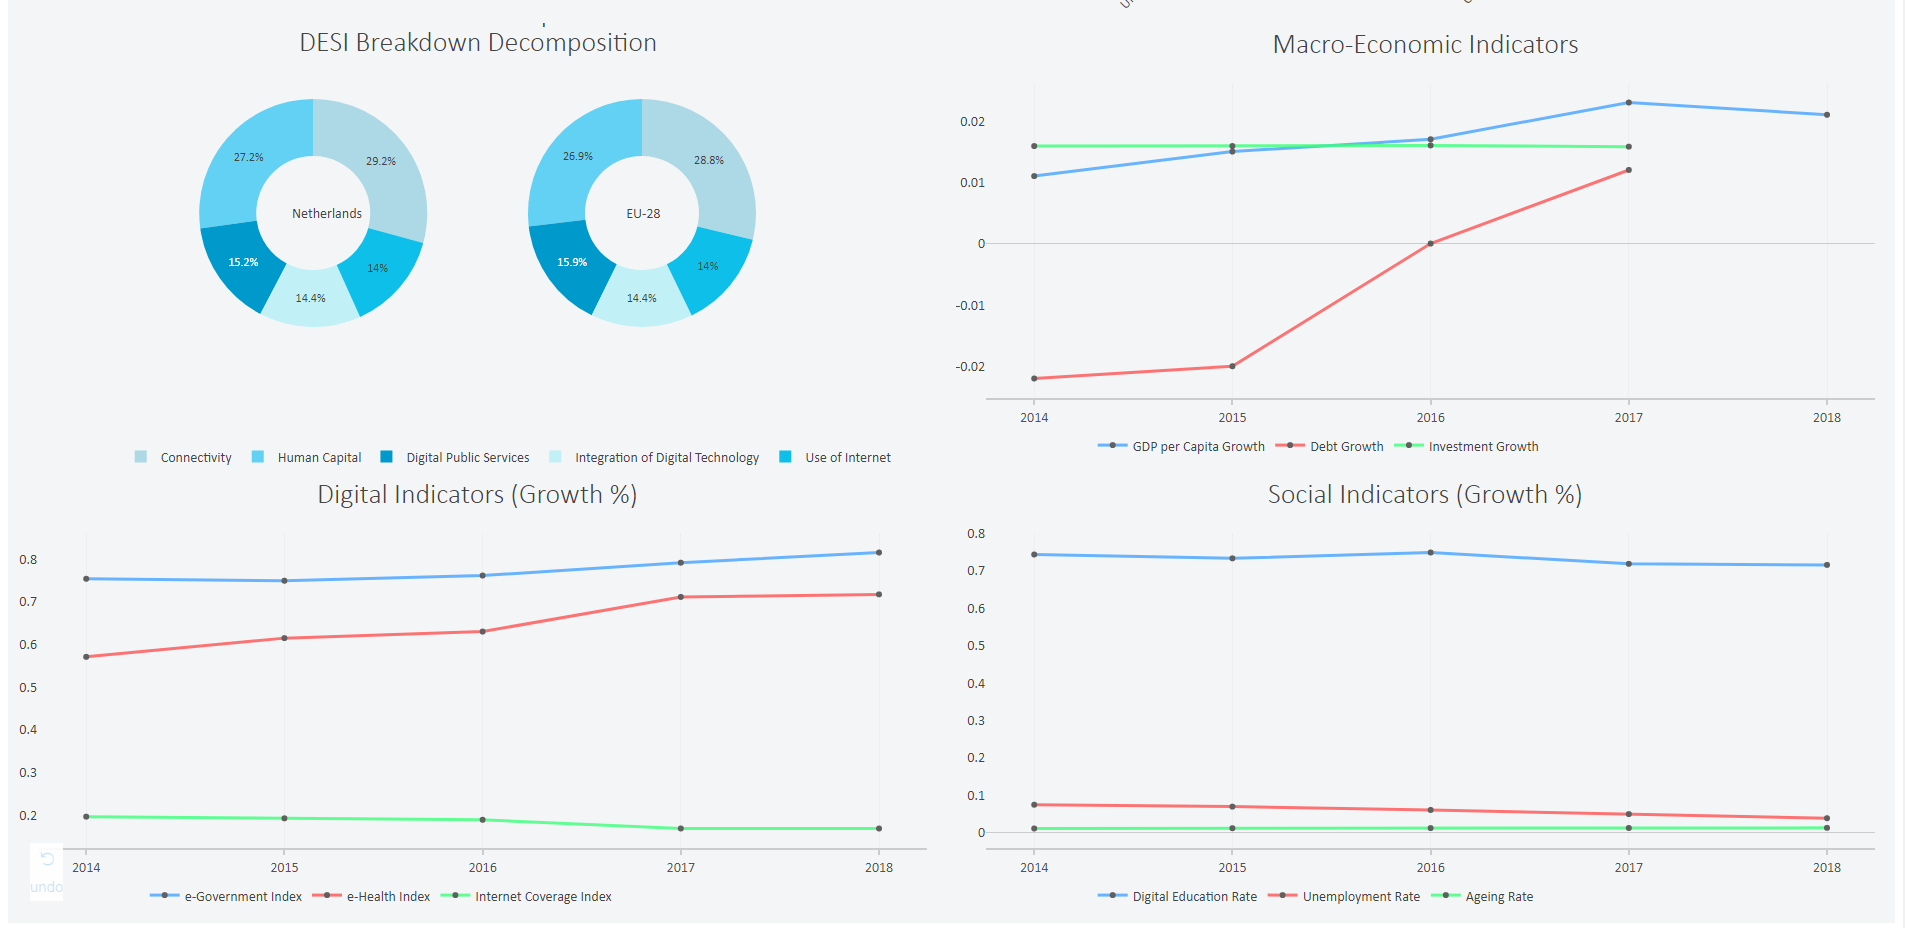 DESI Breakdown Decomposition
27.2%
29.2%
Netherlands
15.2%
14%
14.4%
26.9%
28.8%
EU-28
15.9%
14%
14.4%
Connectivity Human Capital Digital Public Services Integration of Digital Technology Use of Internet
Macro-Economic Indicators
0.02
0.01
0
-0.01
-0.02
2014 2015 2016 2017 2018
GDP per Capita Growth Debt Growth Investment Growth
Digital Indicators (Growth %)
0.8
0.7
0.6
0.5
0.4
0.3
0.2
undo
2014 2015 2016 2017 2018
e-Government Index e-Health Index Internet Coverage Index
Social Indicators (Growth %)
0.8
0.7
0.6
0.5
0.4
0.3
0.2
0.1
0
2014 2015 2016 2017 2018
Digital Education Rate Unemployment Rate Ageing Rate